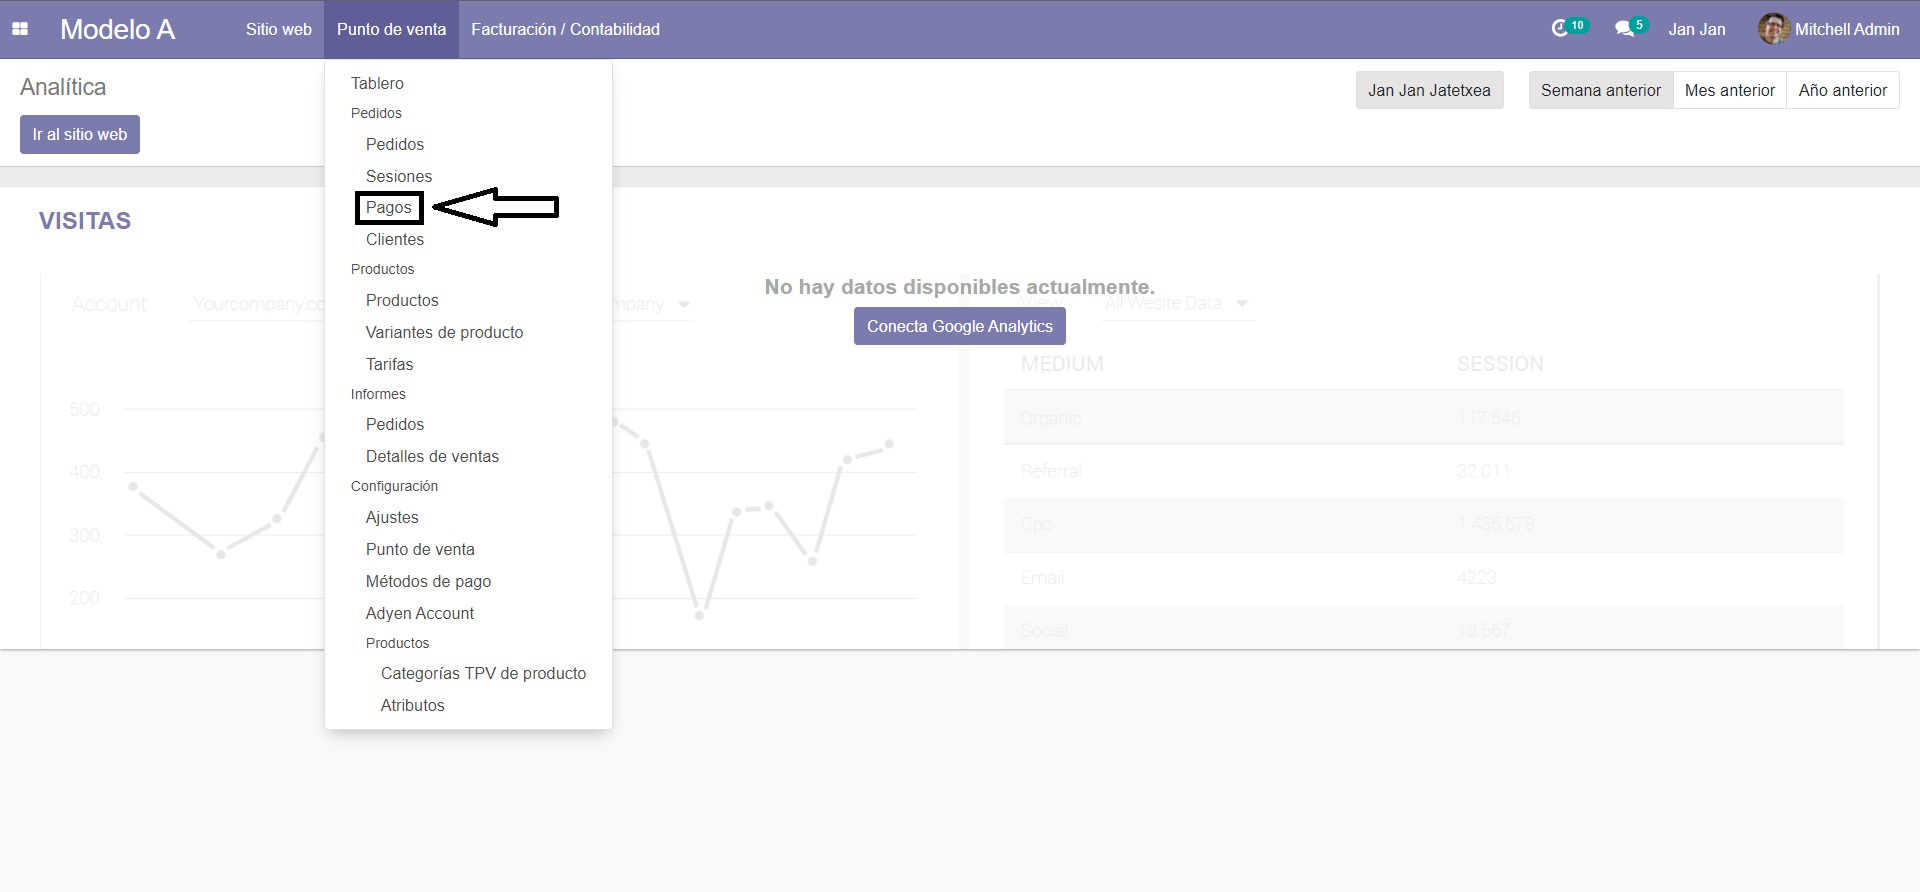 Modelo A
Sitio web
Punto de venta
Facturación / Contabilidad
10
5
Jan Jan
Mitchell Admin
Analítica
Ir al sitio web
Jan Jan Jatetxea
Semana anterior
Mes anterior
Año anterior
Tablero
Pedidos
Pedidos
Sesiones
Pagos
Clientes
Productos
Productos
Variantes de producto
Tarifas
Informes
Pedidos
Detalles de ventas
Configuración
Ajustes
Punto de venta
Métodos de pago
Adyen Account
Productos
Categorías TPV de producto
Atributos
VISITAS
No hay datos disponibles actualmente.
Conecta Google Analytics
Account
View
All Wesite Data
500
400
300
200
MEDIUM
SESSION
Organic
117.546
Referral
32.011
Cpc
1.435.678
Email
4223
Social
13.567